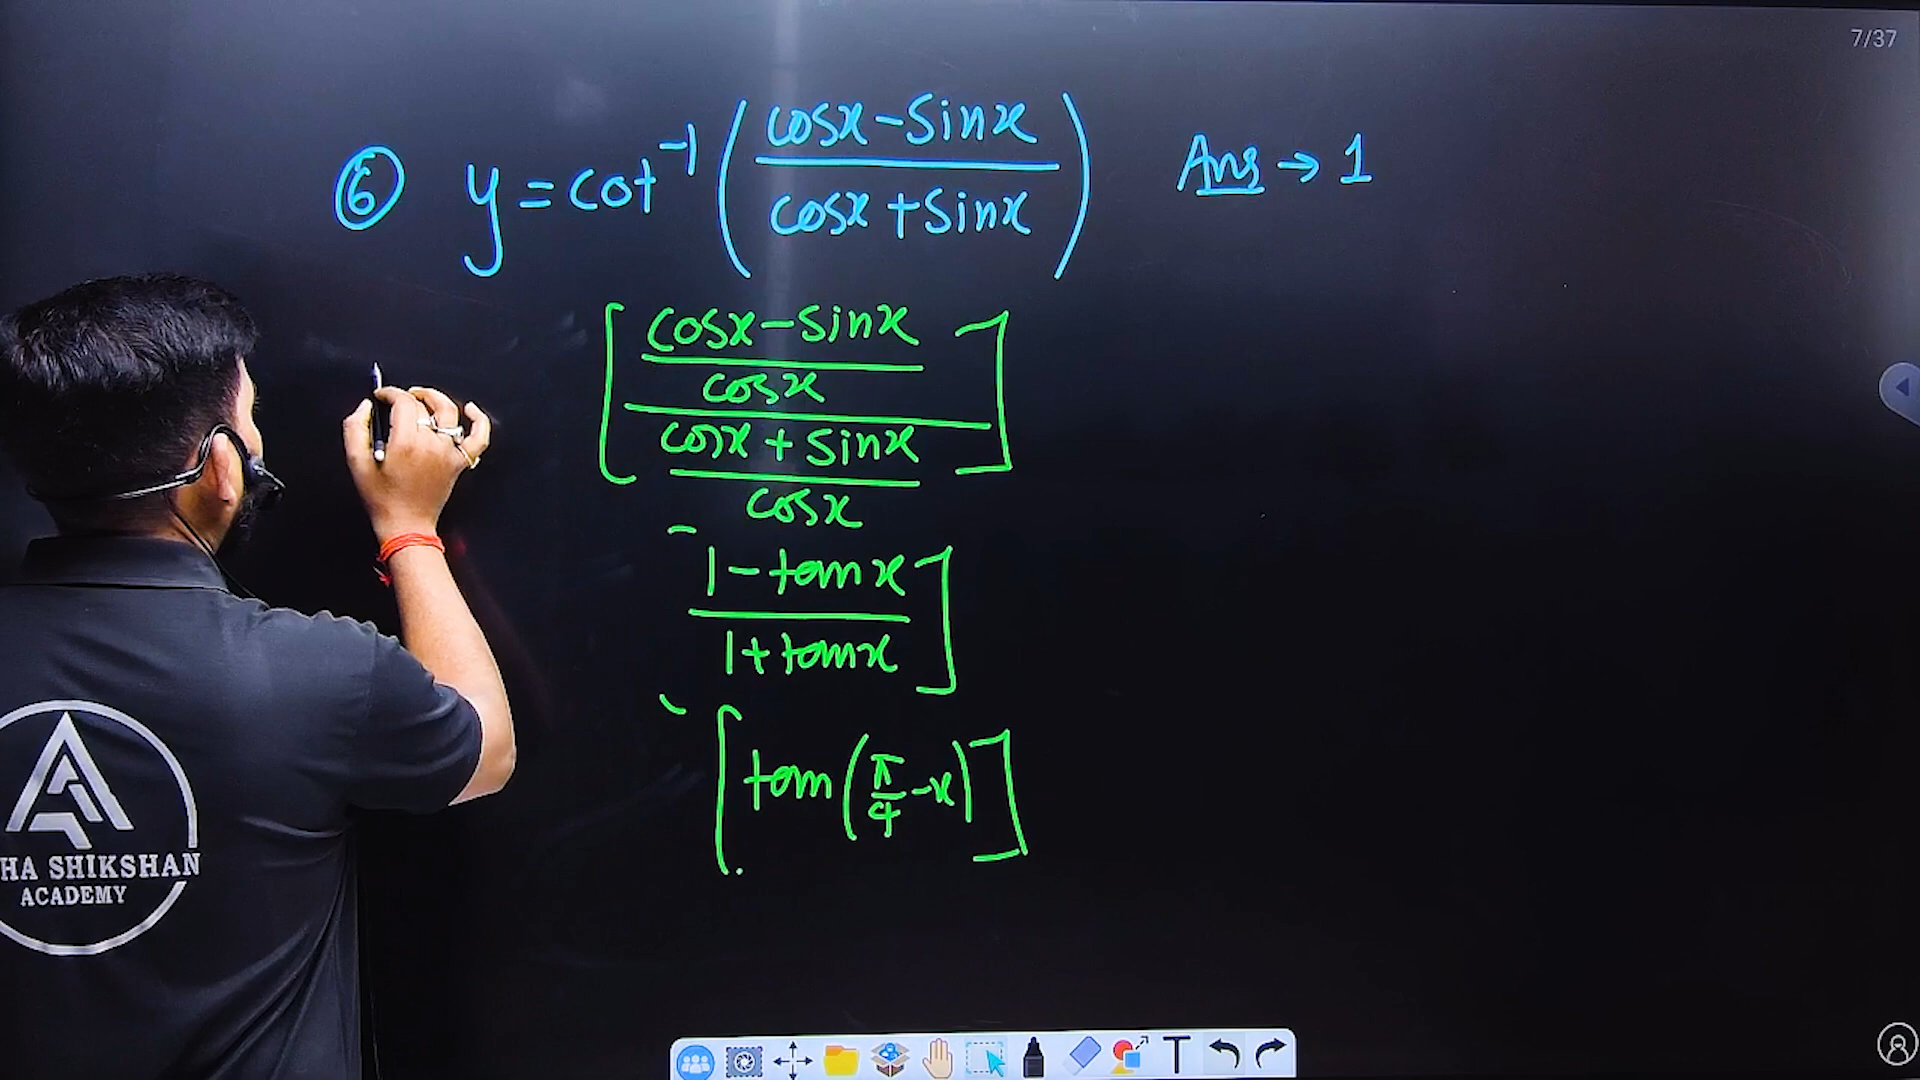 7/37
⑥ y = cot⁻¹ ( (cosx - sinx) / (cosx + sinx) ) Ans → 1
[ ((cosx - sinx) / cosx) / ((cosx + sinx) / cosx) ]
(1 - tanx) / (1 + tanx) ]
[ tan (π/4 - x) ]
HA SHIKSHAN
ACADEMY
T